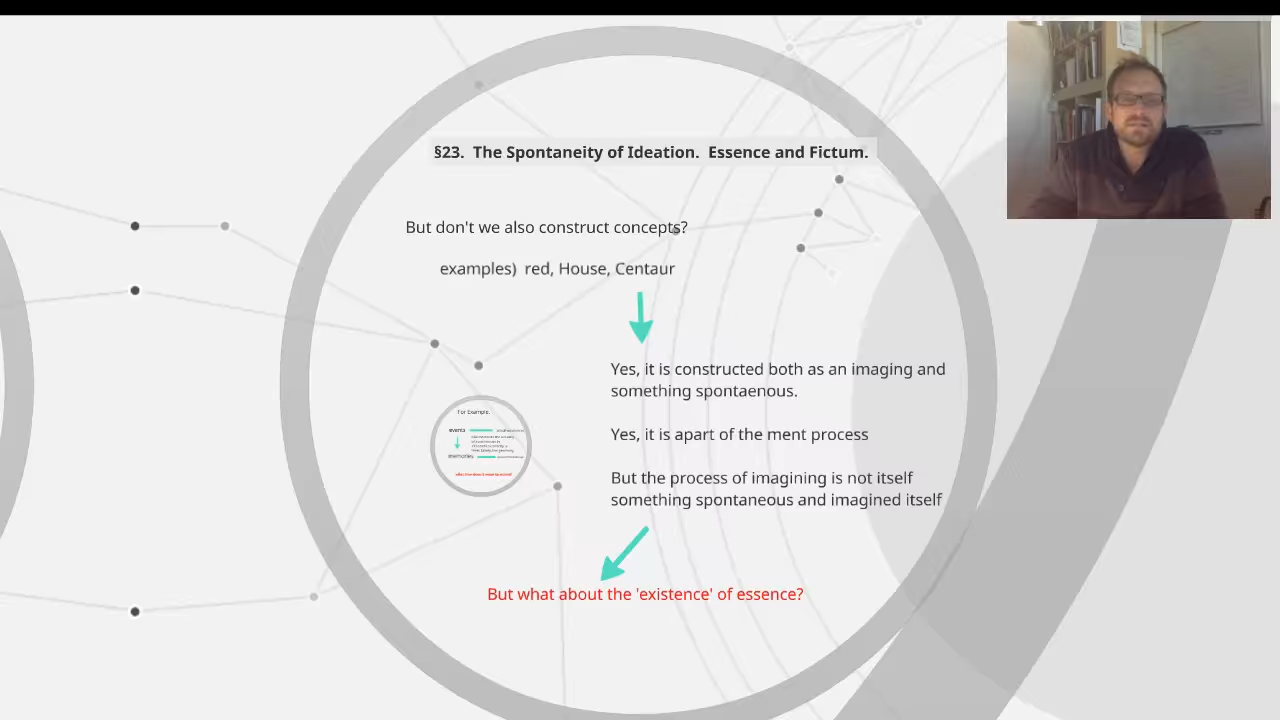 §23.  The Spontaneity of Ideation.  Essence and Fictum.
But don't we also construct concepts?
examples)  red, House, Centaur
Yes, it is constructed both as an imaging and
something spontaenous.
Yes, it is apart of the ment process
But the process of imagining is not itself
something spontaneous and imagined itself
For Example,
events
memories
But what about the 'existence' of essence?